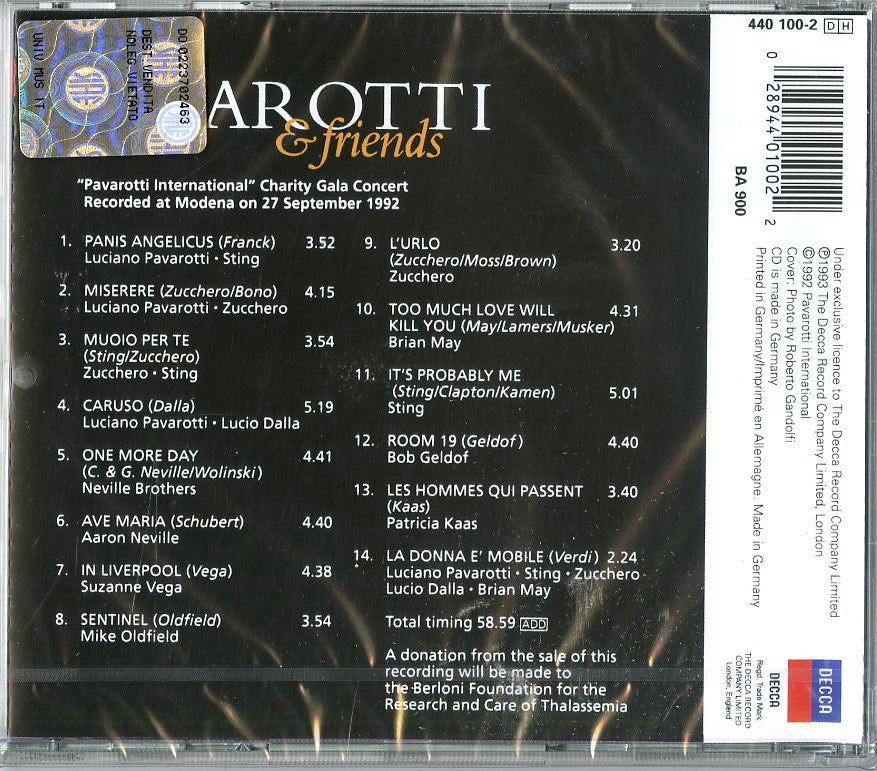 UNIV MUS IT
DEST.VENDITA
NOLEG.VIETATO
DD 0223702463
AROTTI
& friends
"Pavarotti International" Charity Gala Concert
Recorded at Modena on 27 September 1992
1. PANIS ANGELICUS (Franck) 3.52
Luciano Pavarotti · Sting
2. MISERERE (Zucchero/Bono) 4.15
Luciano Pavarotti · Zucchero
3. MUOIO PER TE 3.54
(Sting/Zucchero)
Zucchero · Sting
4. CARUSO (Dalla) 5.19
Luciano Pavarotti · Lucio Dalla
5. ONE MORE DAY 4.41
(C. & G. Neville/Wolinski)
Neville Brothers
6. AVE MARIA (Schubert) 4.40
Aaron Neville
7. IN LIVERPOOL (Vega) 4.38
Suzanne Vega
8. SENTINEL (Oldfield) 3.54
Mike Oldfield
9. L'URLO 3.20
(Zucchero/Moss/Brown)
Zucchero
10. TOO MUCH LOVE WILL 4.31
KILL YOU (May/Lamers/Musker)
Brian May
11. IT'S PROBABLY ME
(Sting/Clapton/Kamen) 5.01
Sting
12. ROOM 19 (Geldof) 4.40
Bob Geldof
13. LES HOMMES QUI PASSENT 3.40
(Kaas)
Patricia Kaas
14. LA DONNA E' MOBILE (Verdi) 2.24
Luciano Pavarotti · Sting · Zucchero
Lucio Dalla · Brian May
Total timing 58.59 ADD
A donation from the sale of this
recording will be made to
the Berloni Foundation for the
Research and Care of Thalassemia
440 100-2 DH
0 28944 01002 2
BA 900
Under exclusive licence to The Decca Record Company Limited
℗1993 The Decca Record Company Limited, London
©1992 Pavarotti International
Cover: Photo by Roberto Gandolfi
CD is made in Germany
Printed in Germany/Imprimé en Allemagne. Made in Germany
DECCA
DECCA
Regd. Trade Mark
THE DECCA RECORD
COMPANY LIMITED
London, England